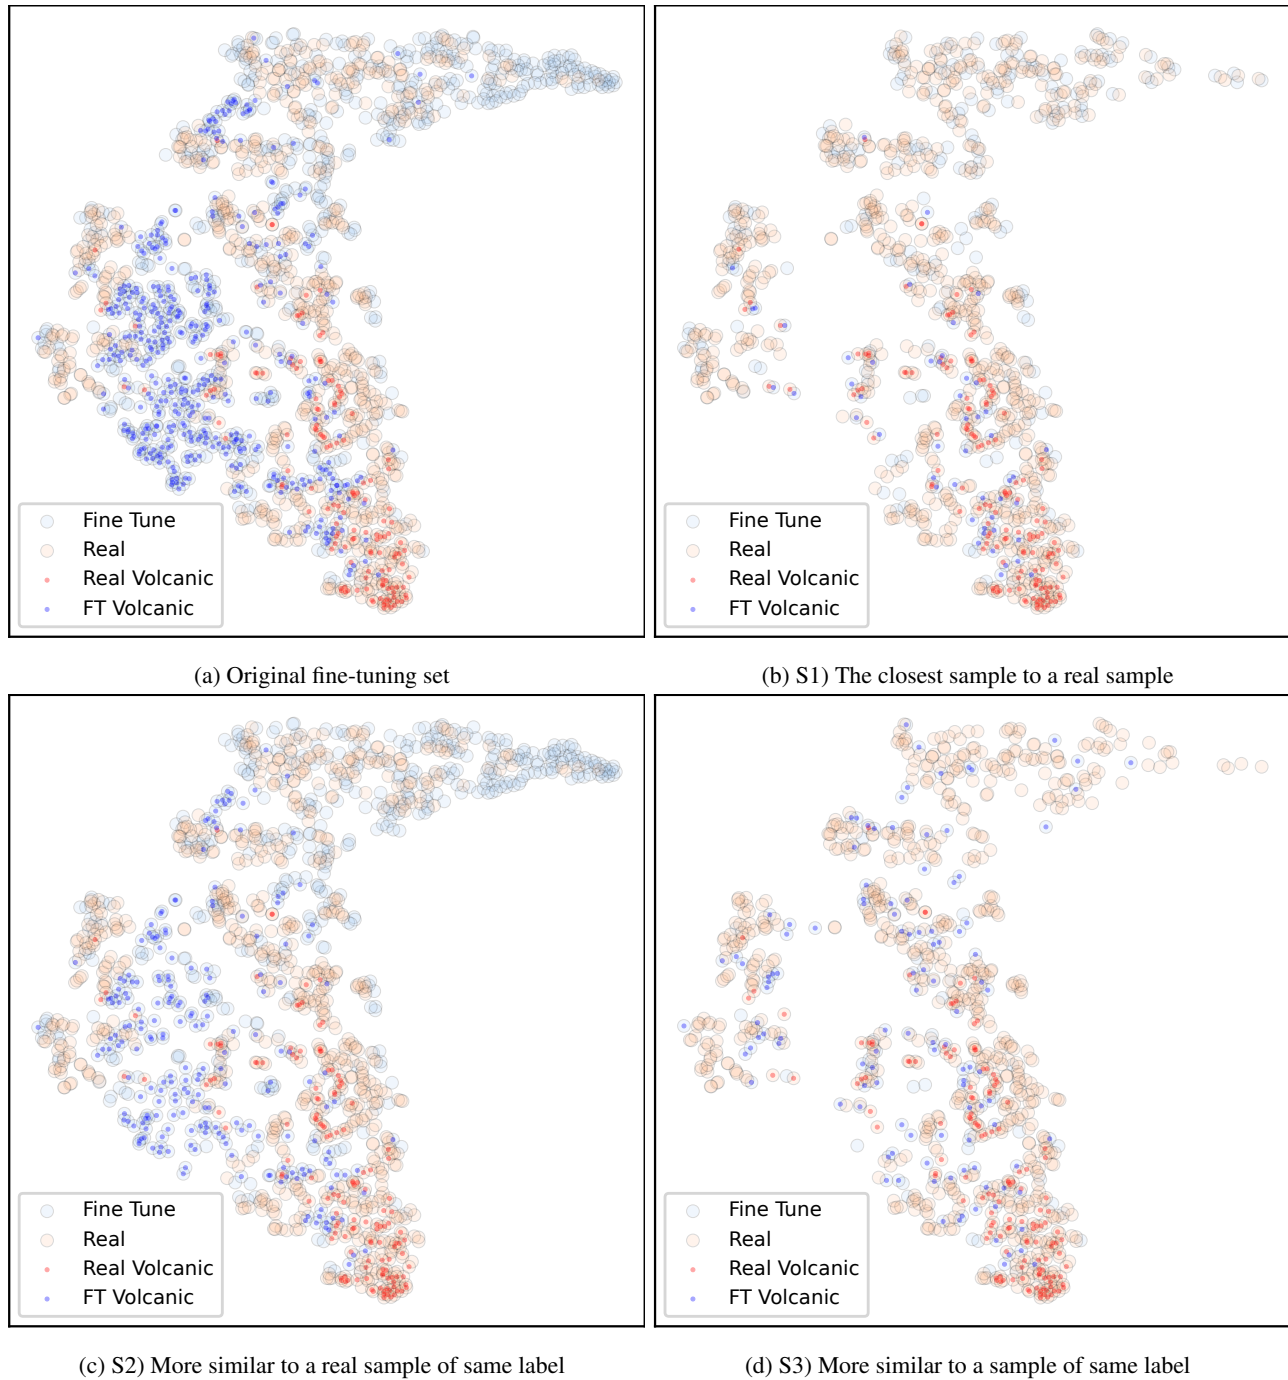 Fine Tune
Real
Real Volcanic
FT Volcanic
Fine Tune
Real
Real Volcanic
FT Volcanic
(a) Original fine-tuning set
(b) S1) The closest sample to a real sample
Fine Tune
Real
Real Volcanic
FT Volcanic
Fine Tune
Real
Real Volcanic
FT Volcanic
(c) S2) More similar to a real sample of same label
(d) S3) More similar to a sample of same label